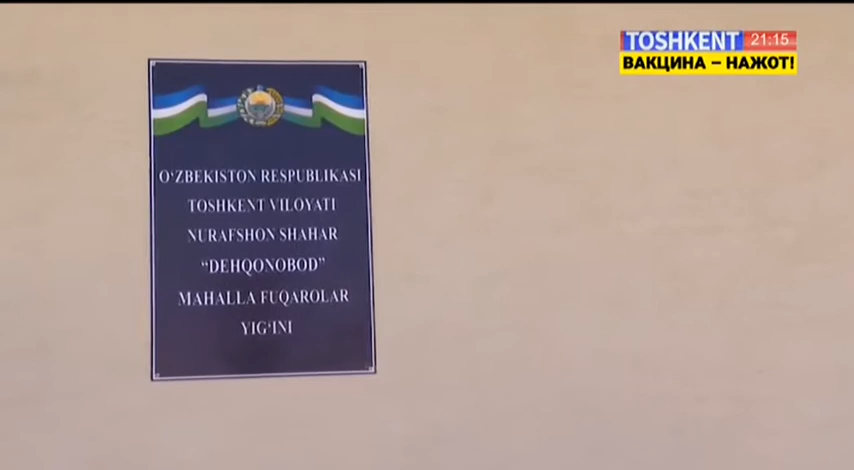 TOSHKENT 21:15
ВАКЦИНА – НАЖОТ!
O‘ZBEKISTON RESPUBLIKASI
TOSHKENT VILOYATI
NURAFSHON SHAHAR
“DEHQONOBOD”
MAHALLA FUQAROLAR
YIG‘INI